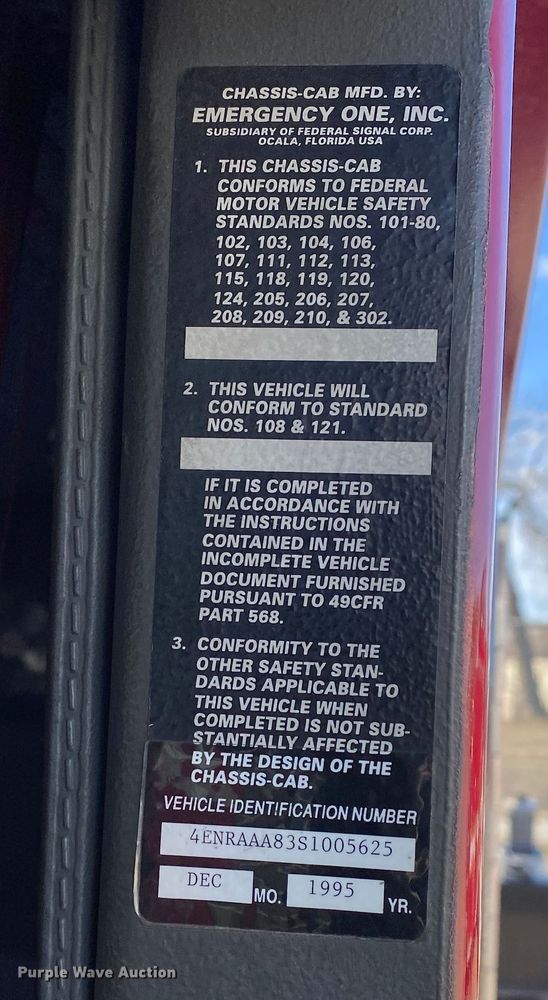 CHASSIS-CAB MFD. BY:
EMERGENCY ONE, INC.
SUBSIDIARY OF FEDERAL SIGNAL CORP.
OCALA, FLORIDA USA
1. THIS CHASSIS-CAB
CONFORMS TO FEDERAL
MOTOR VEHICLE SAFETY
STANDARDS NOS. 101-80,
102, 103, 104, 106,
107, 111, 112, 113,
115, 118, 119, 120,
124, 205, 206, 207,
208, 209, 210, & 302.
2. THIS VEHICLE WILL
CONFORM TO STANDARD
NOS. 108 & 121.
IF IT IS COMPLETED
IN ACCORDANCE WITH
THE INSTRUCTIONS
CONTAINED IN THE
INCOMPLETE VEHICLE
DOCUMENT FURNISHED
PURSUANT TO 49CFR
PART 568.
3. CONFORMITY TO THE
OTHER SAFETY STAN-
DARDS APPLICABLE TO
THIS VEHICLE WHEN
COMPLETED IS NOT SUB-
STANTIALLY AFFECTED
BY THE DESIGN OF THE
CHASSIS-CAB.
VEHICLE IDENTIFICATION NUMBER
4ENRAAA83S1005625
DEC MO. 1995 YR.
Purple Wave Auction